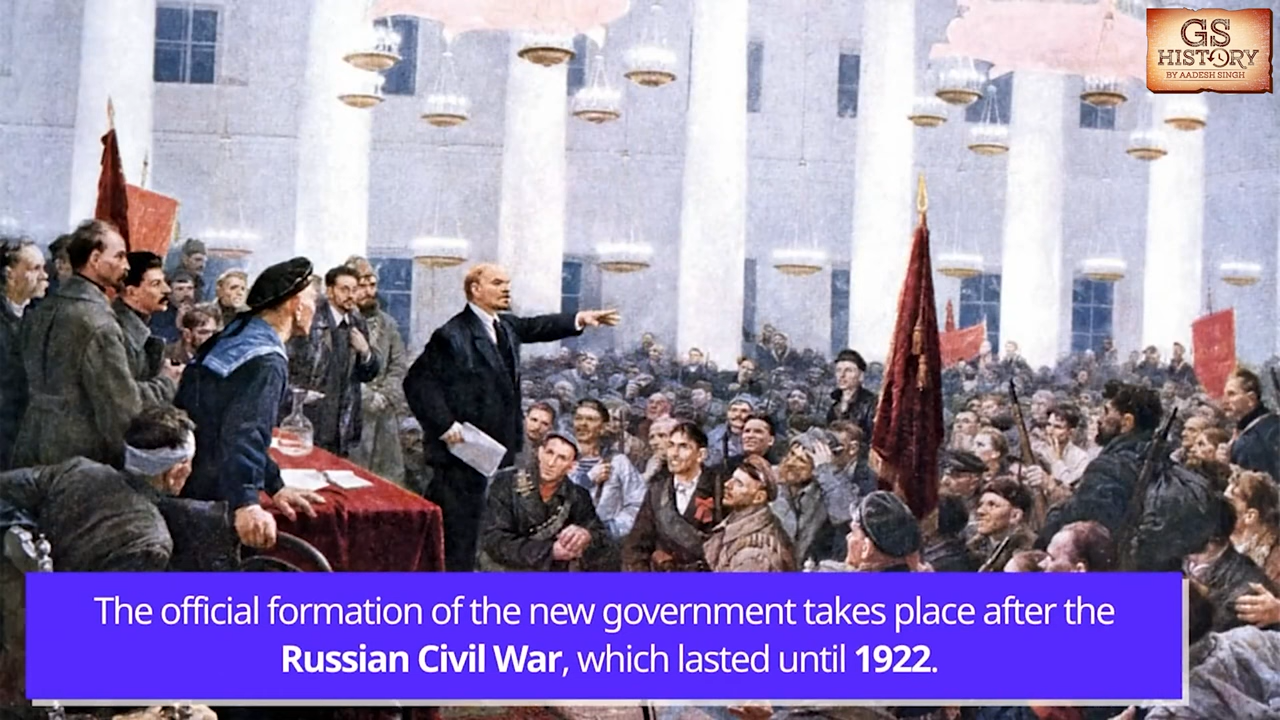 GS
HISTORY
BY AADESH SINGH
The official formation of the new government takes place after the
Russian Civil War, which lasted until 1922.